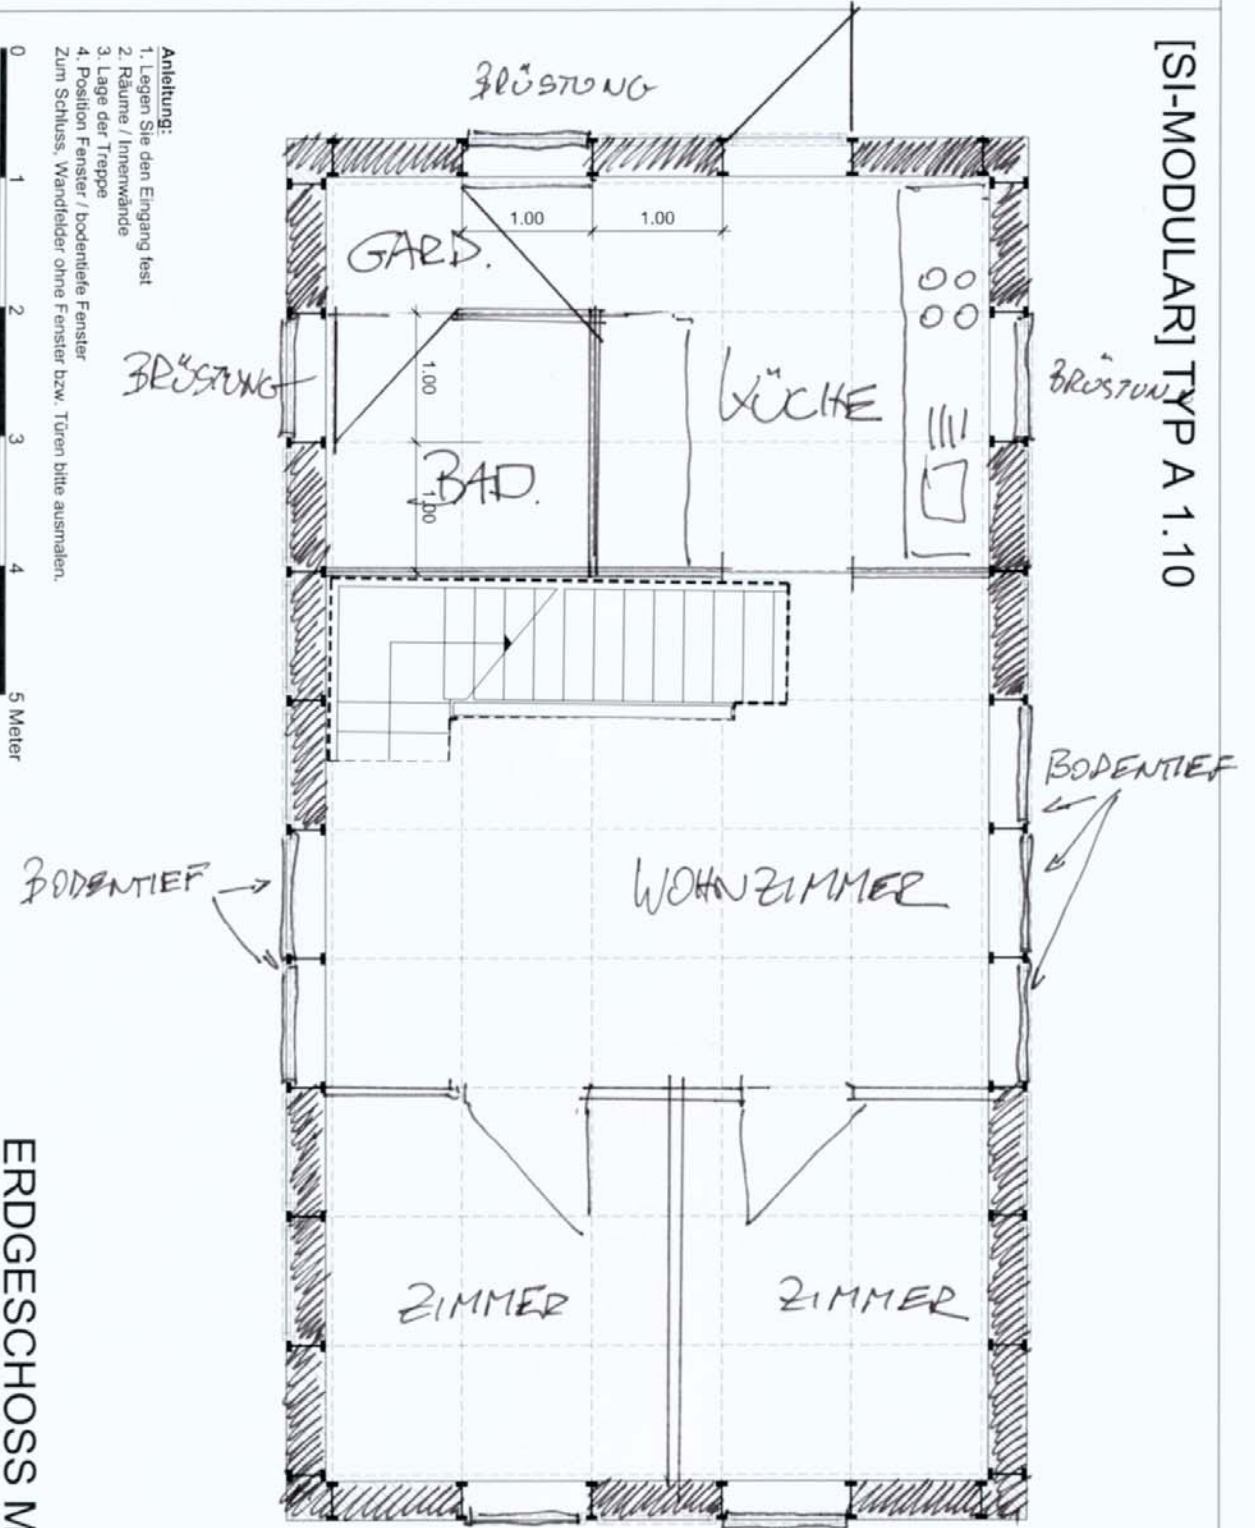 [SI-MODULAR] TYP A 1.10
Anleitung:
1. Legen Sie den Eingang fest
2. Räume / Innenwände
3. Lage der Treppe
4. Position Fenster / bodentiefe Fenster
Zum Schluss, Wandfelder ohne Fenster bzw. Türen bitte ausmalen.
0 1 2 3 4 5 Meter
BRÜSTUNG
1.00 1.00
GARD.
BRÜSTUNG
1.00
KÜCHE
BRÜSTUN
BAD.
1.00
BODENTIEF
BODENTIEF
WOHNZIMMER
ZIMMER
ZIMMER
ERDGESCHOSS M